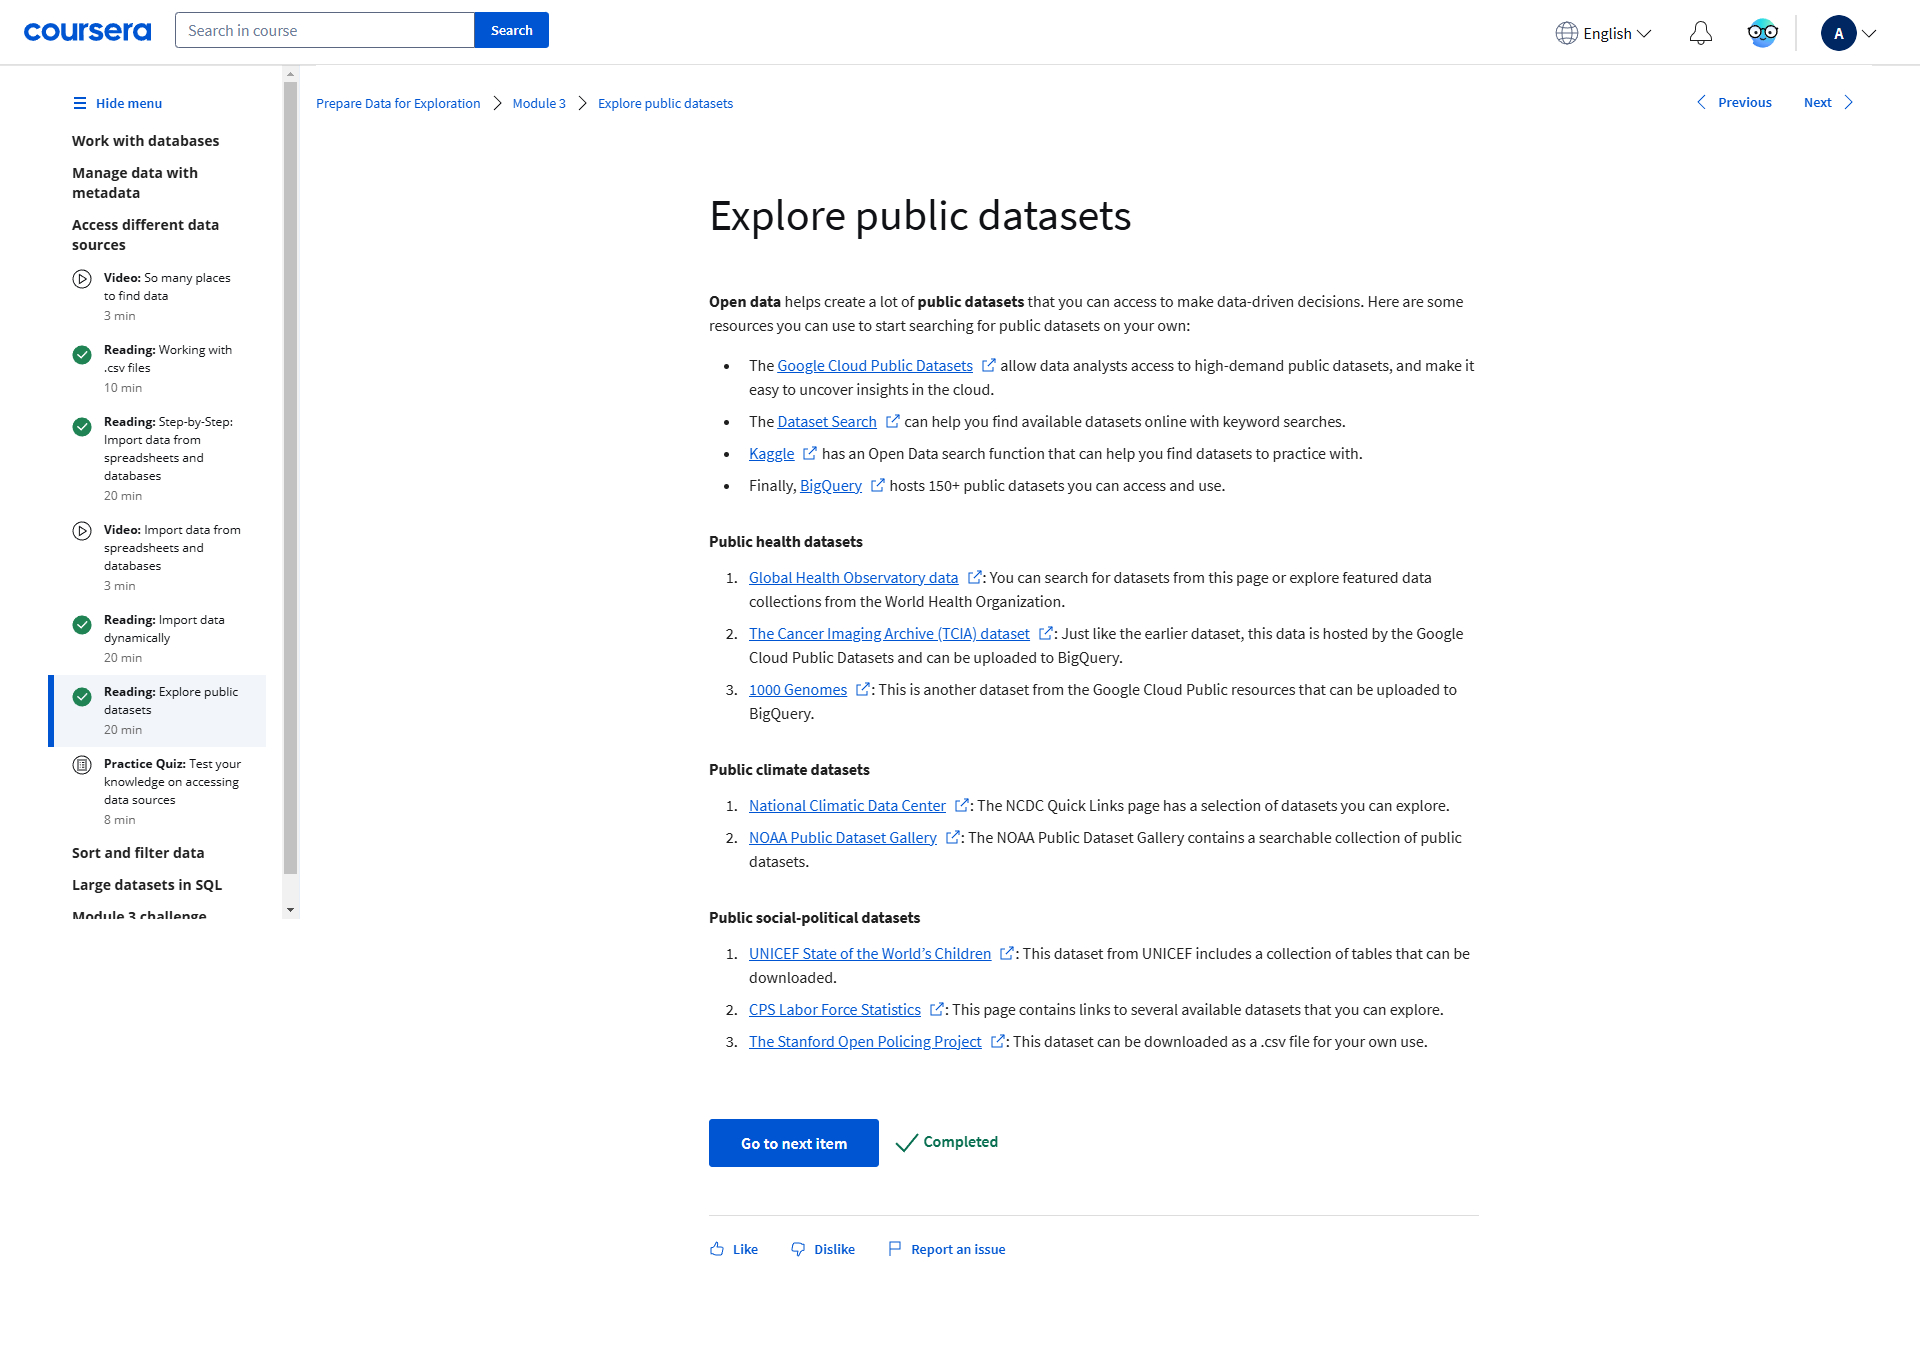 coursera
Search in course
Search
English
A
Hide menu
Work with databases
Manage data with
metadata
Access different data
sources
Video: So many places
to find data
3 min
Reading: Working with
.csv files
10 min
Reading: Step-by-Step:
Import data from
spreadsheets and
databases
20 min
Video: Import data from
spreadsheets and
databases
3 min
Reading: Import data
dynamically
20 min
Reading: Explore public
datasets
20 min
Practice Quiz: Test your
knowledge on accessing
data sources
8 min
Sort and filter data
Large datasets in SQL
Module 3 challenge
Prepare Data for Exploration
Module 3
Explore public datasets
Previous
Next
Explore public datasets
Open data helps create a lot of public datasets that you can access to make data-driven decisions. Here are some
resources you can use to start searching for public datasets on your own:
• The Google Cloud Public Datasets allow data analysts access to high-demand public datasets, and make it
easy to uncover insights in the cloud.
• The Dataset Search can help you find available datasets online with keyword searches.
• Kaggle has an Open Data search function that can help you find datasets to practice with.
• Finally, BigQuery hosts 150+ public datasets you can access and use.
Public health datasets
1. Global Health Observatory data : You can search for datasets from this page or explore featured data
collections from the World Health Organization.
2. The Cancer Imaging Archive (TCIA) dataset : Just like the earlier dataset, this data is hosted by the Google
Cloud Public Datasets and can be uploaded to BigQuery.
3. 1000 Genomes : This is another dataset from the Google Cloud Public resources that can be uploaded to
BigQuery.
Public climate datasets
1. National Climatic Data Center : The NCDC Quick Links page has a selection of datasets you can explore.
2. NOAA Public Dataset Gallery : The NOAA Public Dataset Gallery contains a searchable collection of public
datasets.
Public social-political datasets
1. UNICEF State of the World’s Children : This dataset from UNICEF includes a collection of tables that can be
downloaded.
2. CPS Labor Force Statistics : This page contains links to several available datasets that you can explore.
3. The Stanford Open Policing Project : This dataset can be downloaded as a .csv file for your own use.
Go to next item
Completed
Like
Dislike
Report an issue